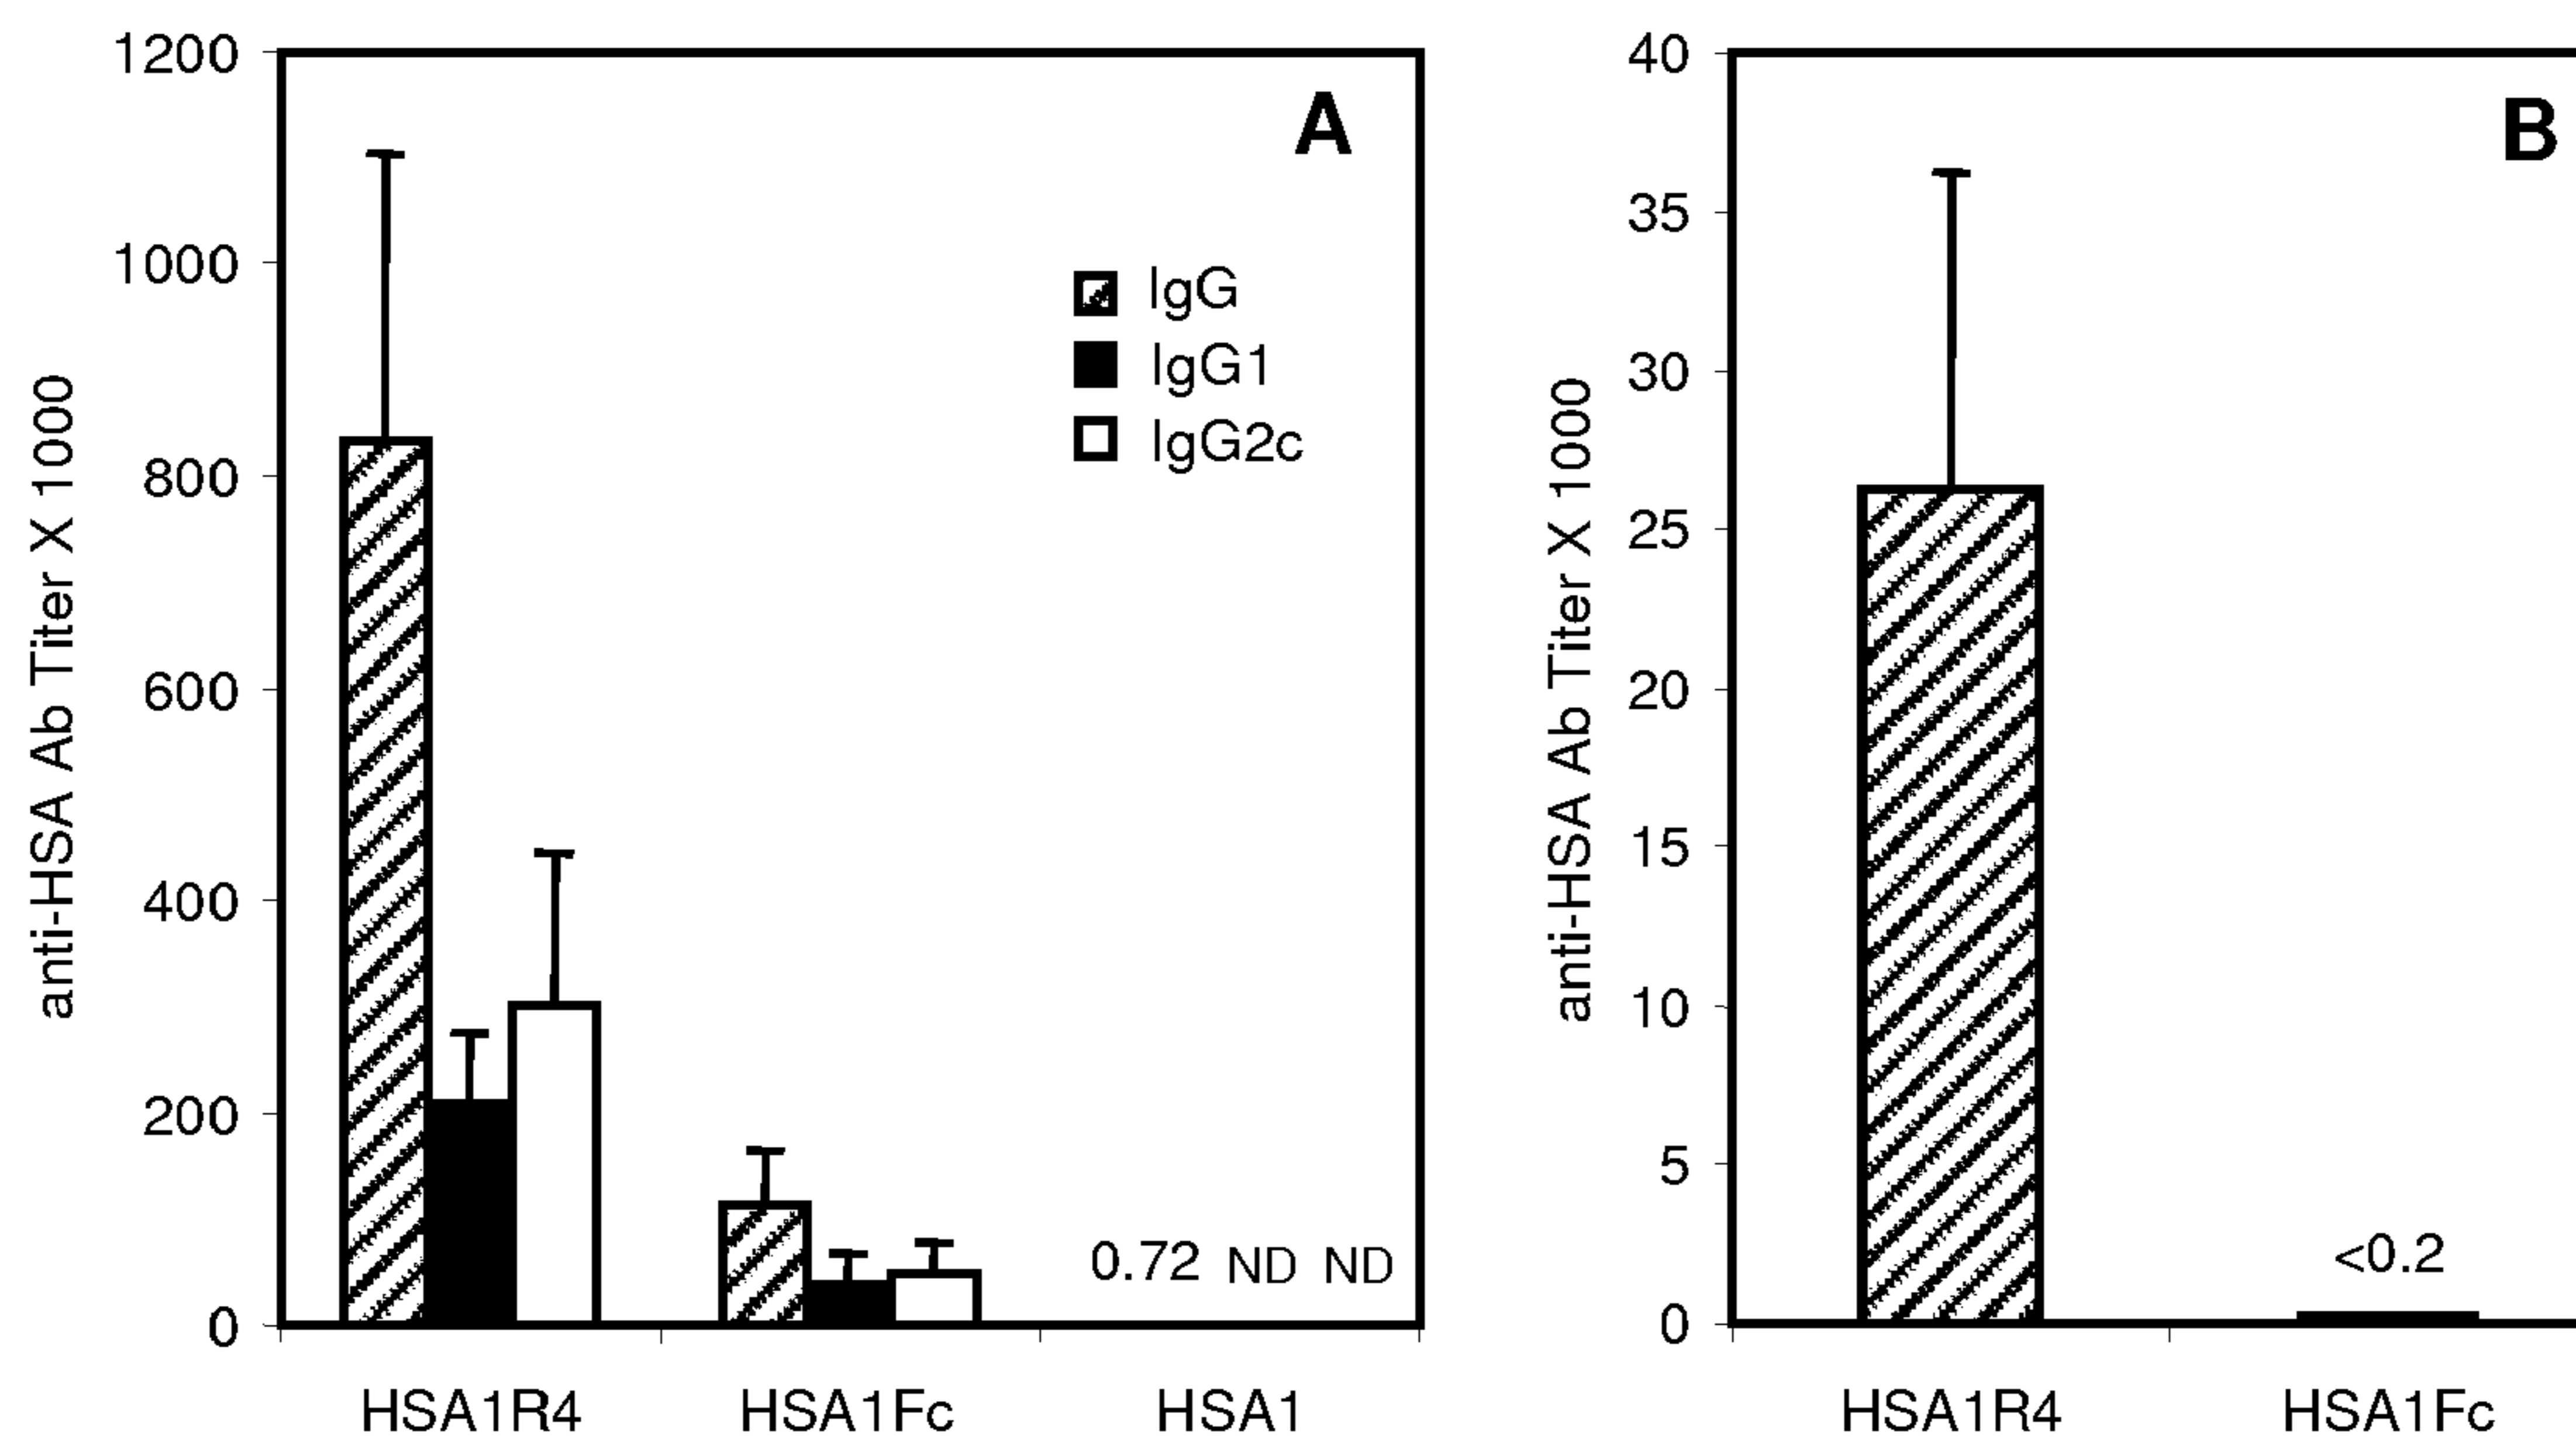 anti-HSA Ab Titer X 1000
1200
1000
800
600
400
200
0
A
IgG
IgG1
IgG2c
0.72 ND ND
HSA1R4 HSA1Fc HSA1
anti-HSA Ab Titer X 1000
40
35
30
25
20
15
10
5
0
B
<0.2
HSA1R4 HSA1Fc